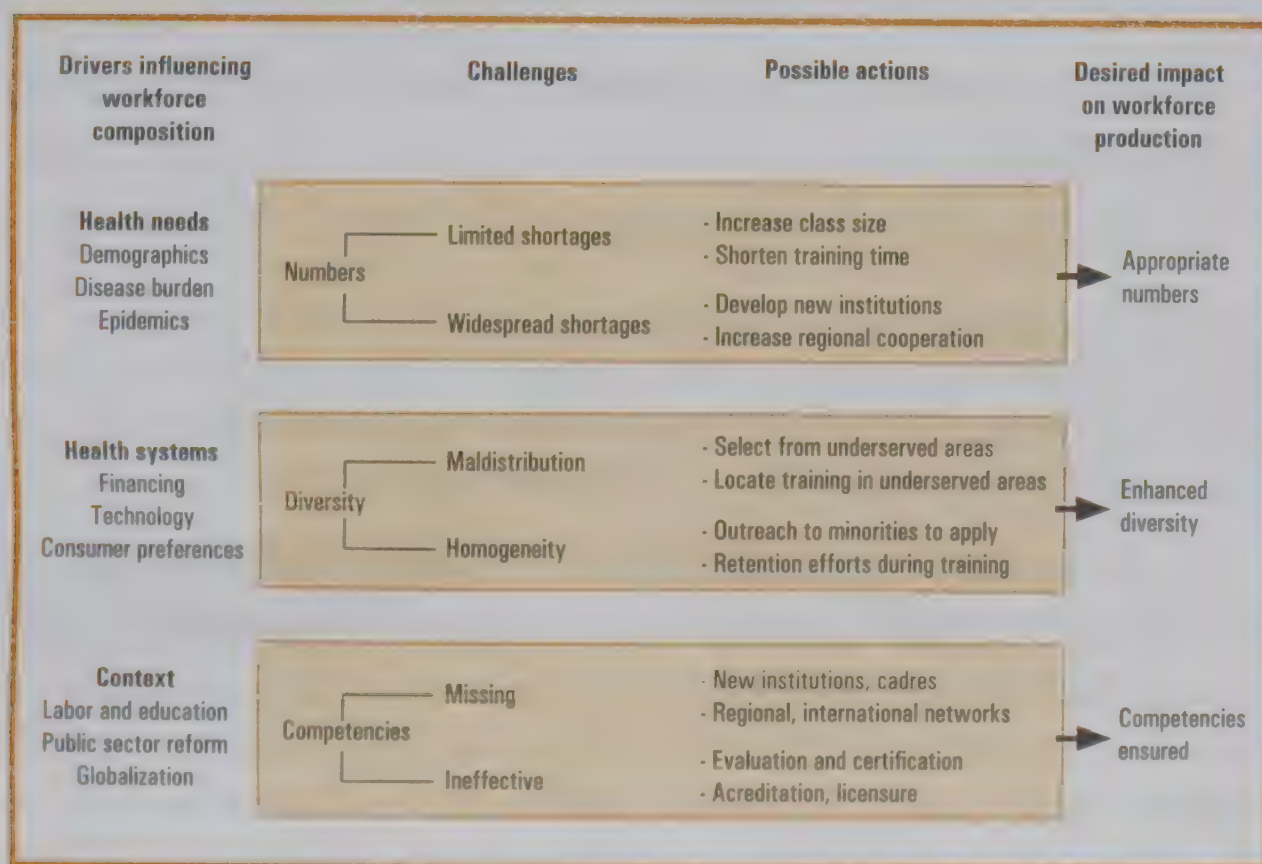 Drivers influencing
workforce
composition
Challenges
Possible actions
Desired impact
on workforce
production
Health needs
Demographics
Disease burden
Epidemics
Numbers
Limited shortages
Widespread shortages
- Increase class size
- Shorten training time
- Develop new institutions
- Increase regional cooperation
Appropriate
numbers
Health systems
Financing
Technology
Consumer preferences
Diversity
Maldistribution
Homogeneity
- Select from underserved areas
- Locate training in underserved areas
- Outreach to minorities to apply
- Retention efforts during training
Enhanced
diversity
Context
Labor and education
Public sector reform
Globalization
Competencies
Missing
Ineffective
- New institutions, cadres
- Regional, international networks
- Evaluation and certification
- Acreditation, licensure
Competencies
ensured